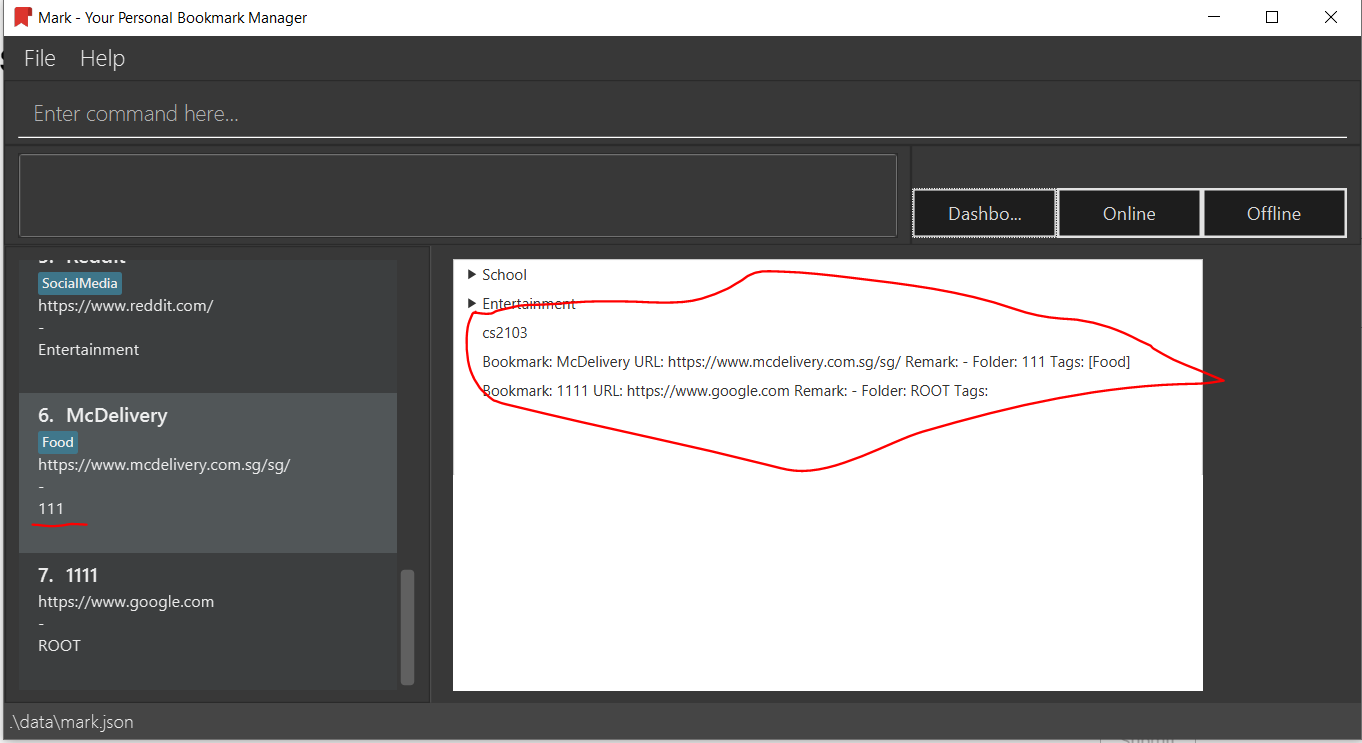 Mark - Your Personal Bookmark Manager
File Help
Enter command here...
Dashbo... Online Offline
5. Reddit
SocialMedia
https://www.reddit.com/
-
Entertainment
6. McDelivery
Food
https://www.mcdelivery.com.sg/sg/
-
111
7. 1111
https://www.google.com
-
ROOT
School
Entertainment
cs2103
Bookmark: McDelivery URL: https://www.mcdelivery.com.sg/sg/ Remark: - Folder: 111 Tags: [Food]
Bookmark: 1111 URL: https://www.google.com Remark: - Folder: ROOT Tags:
.\data\mark.json